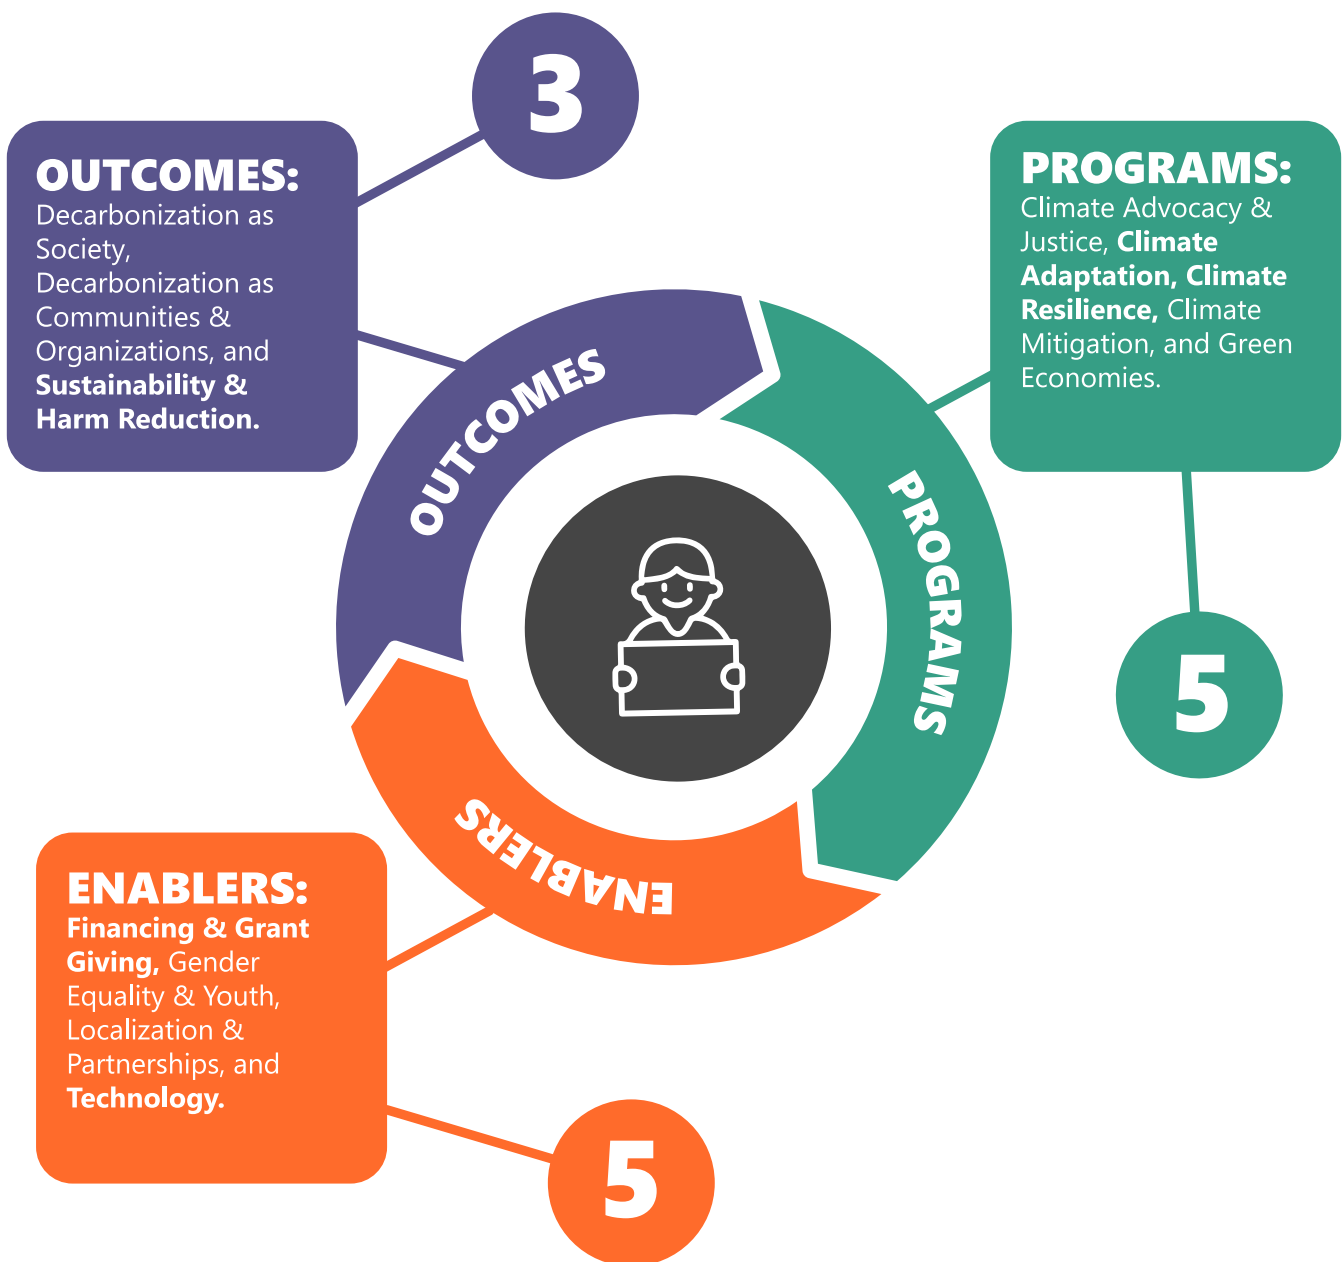 3
OUTCOMES:
Decarbonization as
Society,
Decarbonization as
Communities &
Organizations, and
Sustainability &
Harm Reduction.
PROGRAMS:
Climate Advocacy &
Justice, Climate
Adaptation, Climate
Resilience, Climate
Mitigation, and Green
Economies.
OUTCOMES
PROGRAMS
5
ENABLERS
ENABLERS:
Financing & Grant
Giving, Gender
Equality & Youth,
Localization &
Partnerships, and
Technology.
5